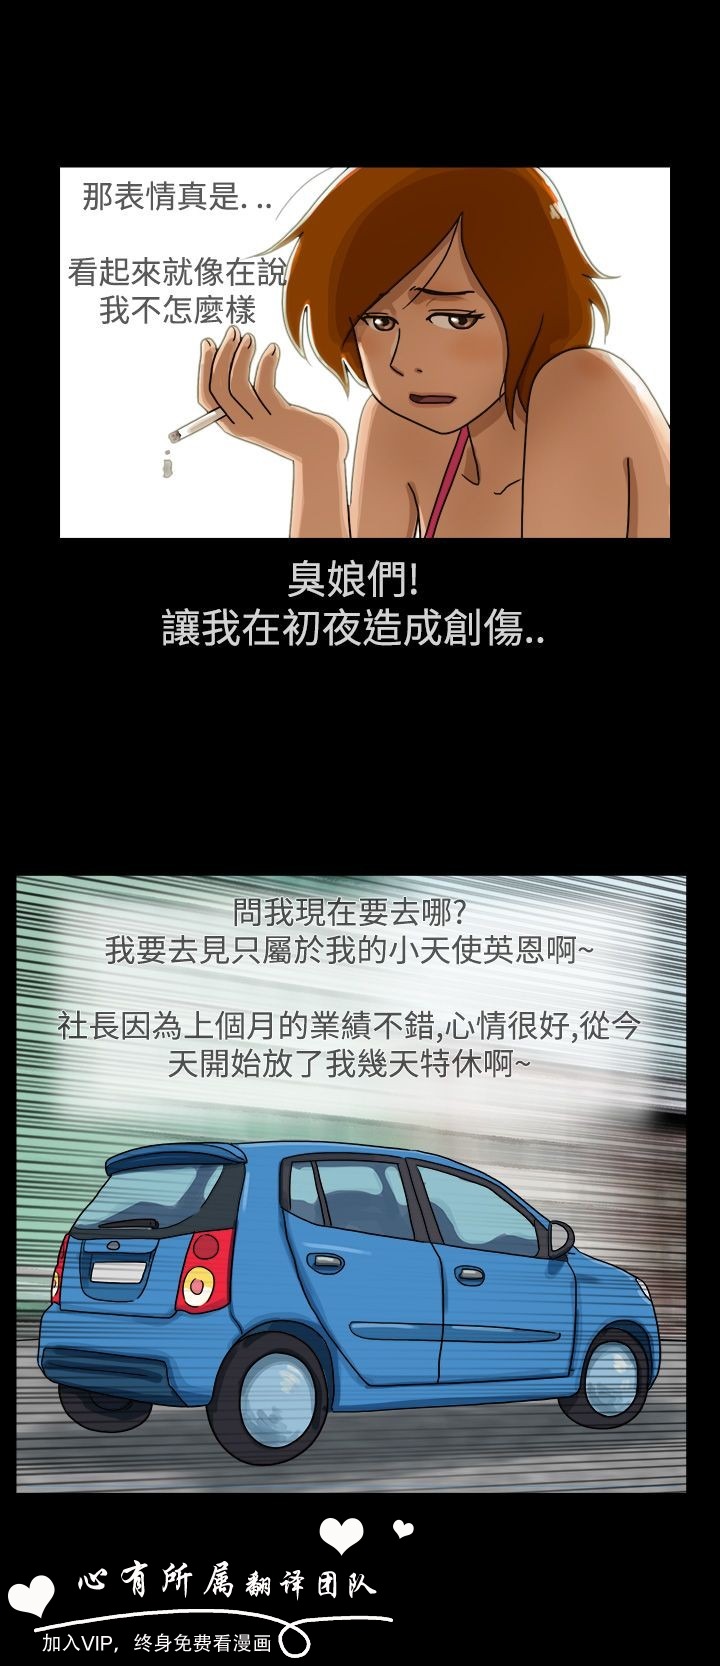 那表情真是. ..
看起來就像在說
我不怎麼樣
臭娘們!
讓我在初夜造成創傷..
問我現在要去哪?
我要去見只屬於我的小天使英恩啊~
社長因為上個月的業績不錯,心情很好,從今
天開始放了我幾天特休啊~
心有所属翻译团队
加入VIP，终身免费看漫画